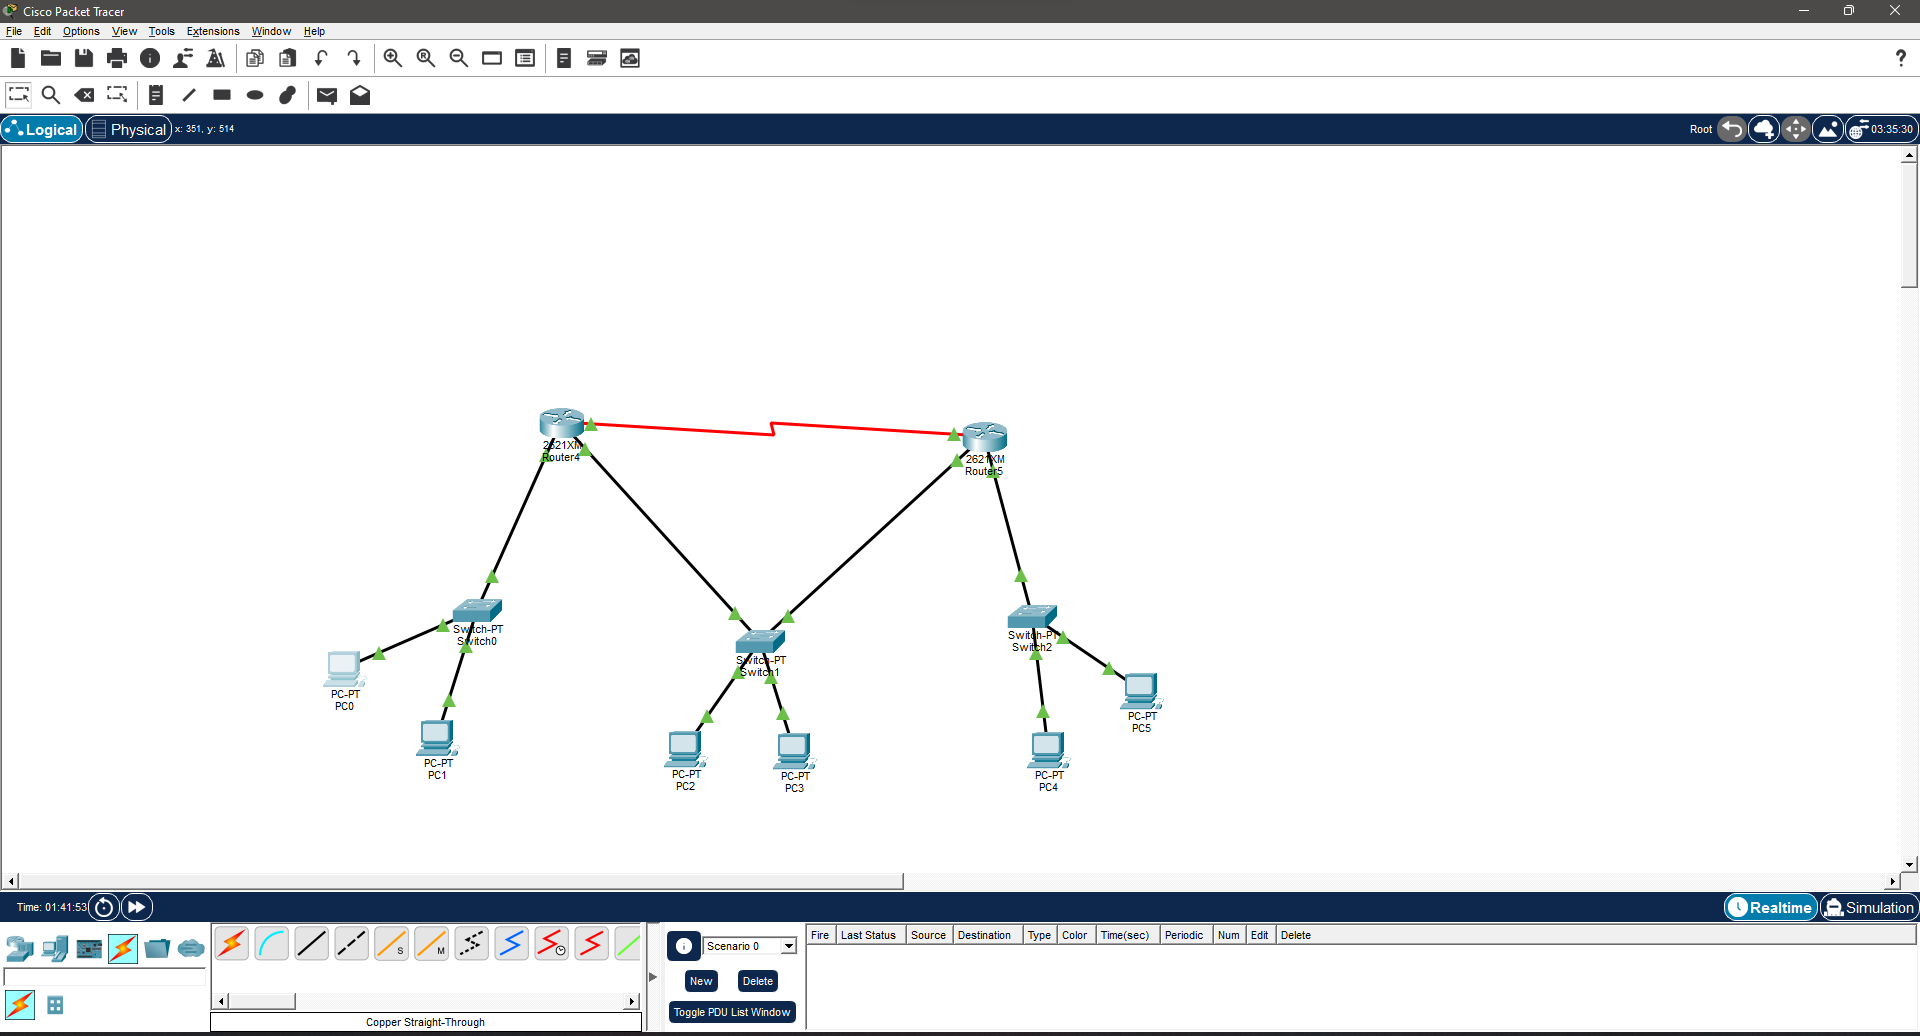 Cisco Packet Tracer
File Edit Options View Tools Extensions Window Help
?
Logical Physical x: 351, y: 514 Root 03:35:30
2621XM
Router4
2621XM
Router5
Switch-PT
Switch0
Switch-PT
Switch1
Switch-PT
Switch2
PC-PT
PC0
PC-PT
PC1
PC-PT
PC2
PC-PT
PC3
PC-PT
PC4
PC-PT
PC5
Time: 01:41:53 Realtime Simulation
S M
Scenario 0
New Delete
Toggle PDU List Window
Fire Last Status Source Destination Type Color Time(sec) Periodic Num Edit Delete
Copper Straight-Through